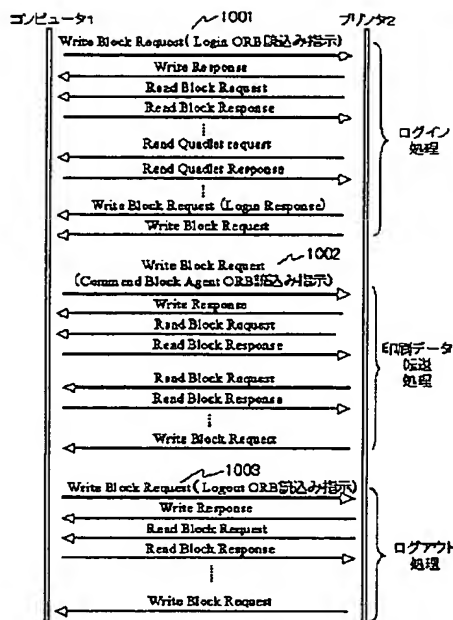 コンピュータ1
1001
プリンタ2
Write Block Request( Login ORB読込み指示)
Write Response
Read Block Request
Read Block Response
Read Quadlet request
Read Quadlet Response
Write Block Request (Login Response)
Write Block Request
ログイン
処理
1002
Write Block Request
(Command Block Agent ORB読込み指示)
Write Response
Read Block Request
Read Block Response
Read Block Request
Read Block Response
Write Block Request
印刷データ
転送
処理
1003
Write Block Request( Logout ORB読込み指示)
Write Response
Read Block Request
Read Block Response
Write Block Request
ログアウト
処理